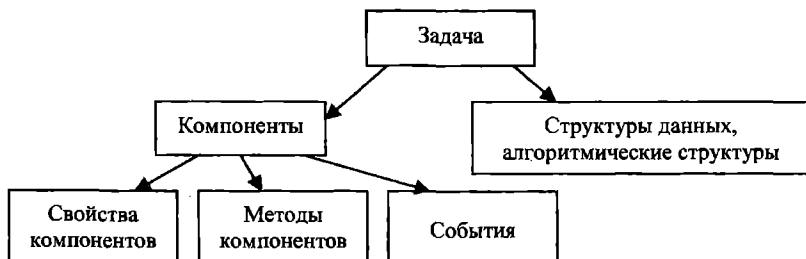 Задача
Компоненты
Структуры данных,
алгоритмические структуры
Свойства
компонентов
Методы
компонентов
События